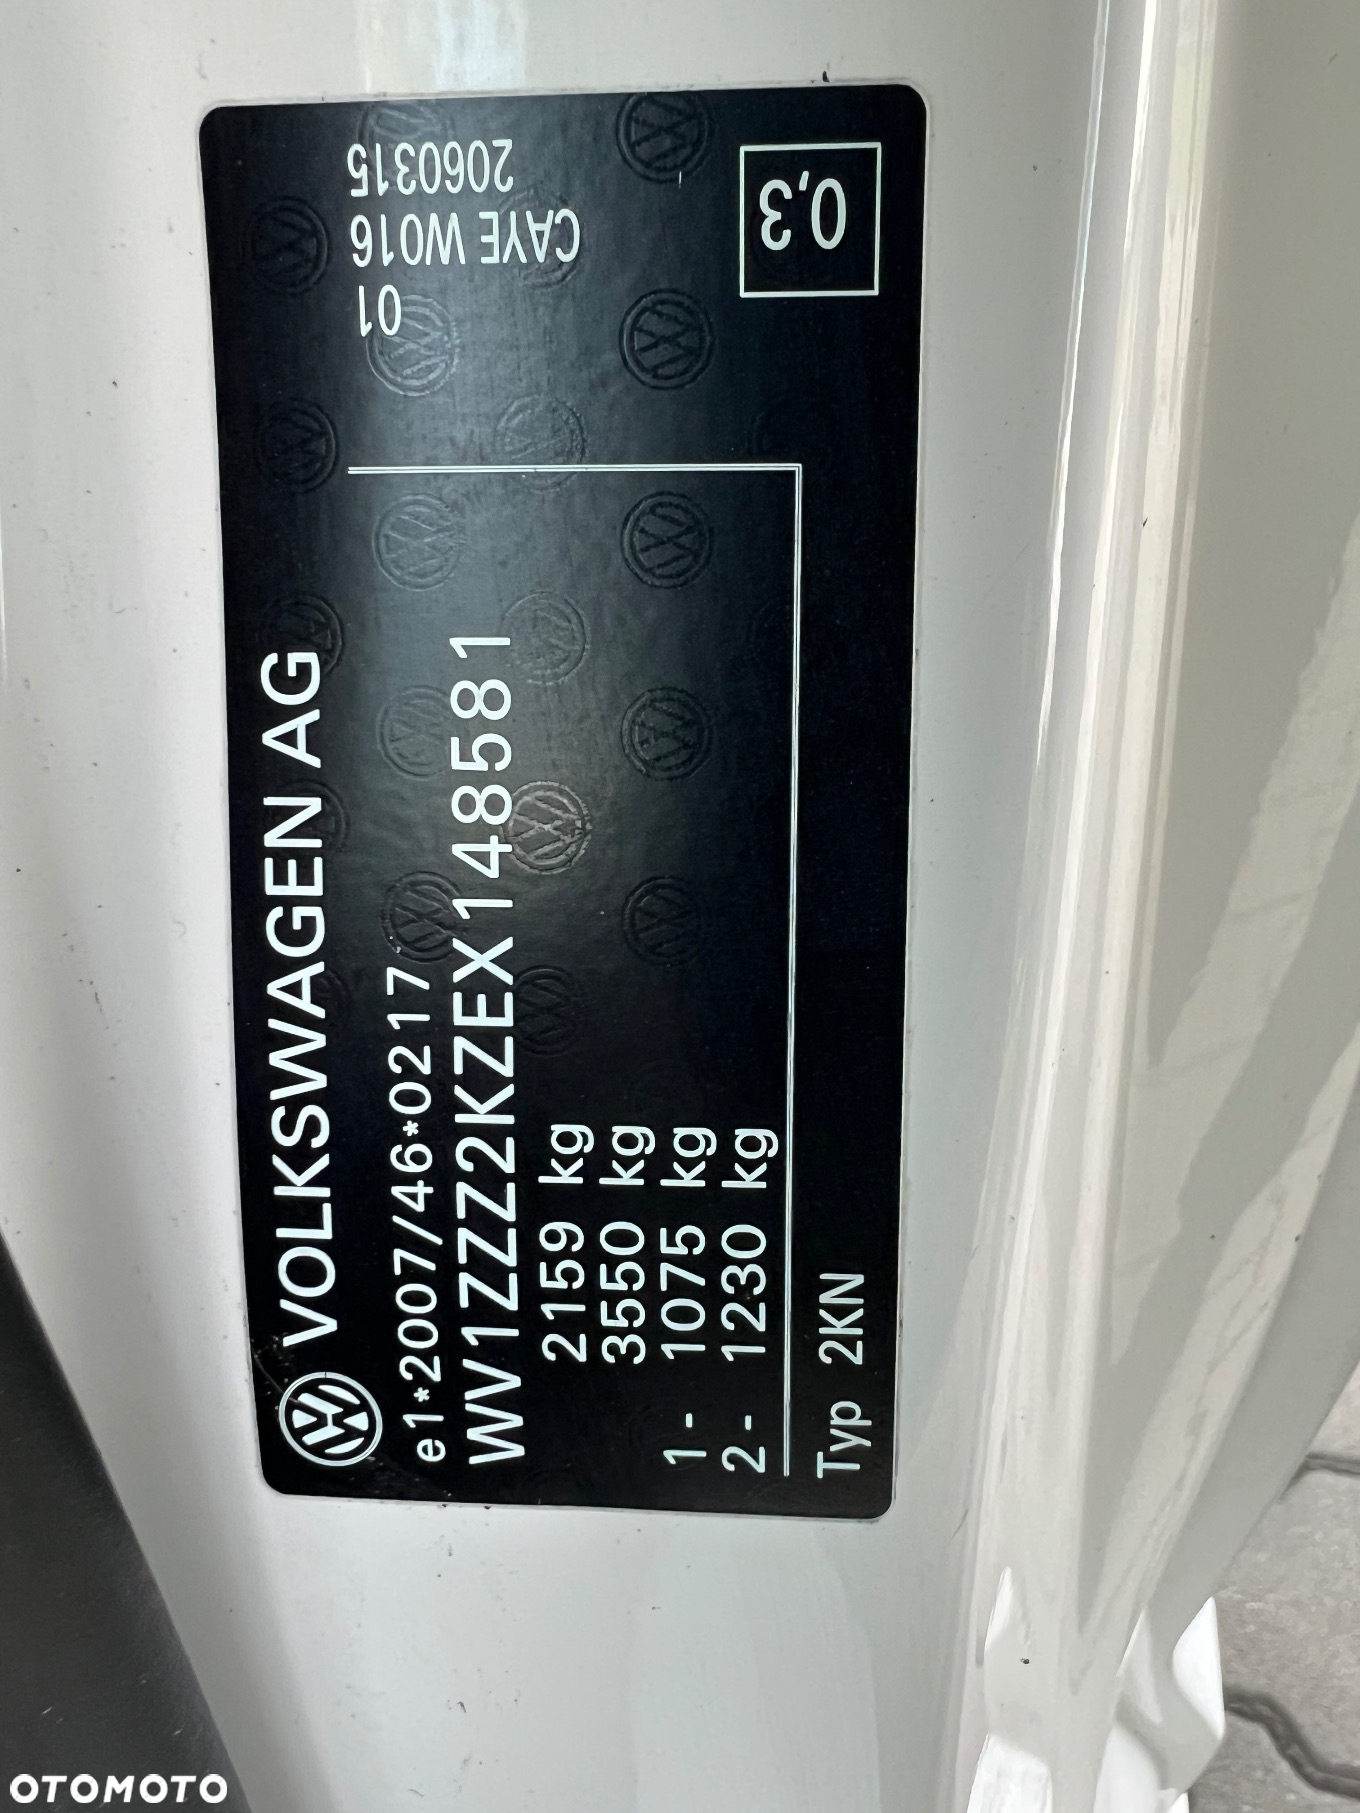 VOLKSWAGEN AG
e1*2007/46*0217
WV1ZZZ2KZEX148581
2159 kg
3550 kg
1- 1075 kg
2- 1230 kg
Typ 2KN
01
CAYE W016
2060315
0,3
OTOMOTO